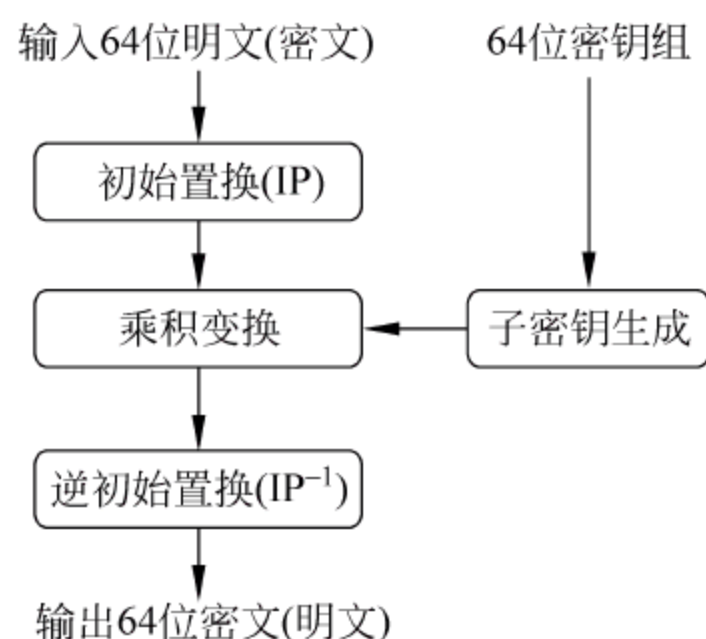 输入64位明文(密文)
64位密钥组
初始置换(IP)
乘积变换
子密钥生成
逆初始置换(IP⁻¹)
输出64位密文(明文)